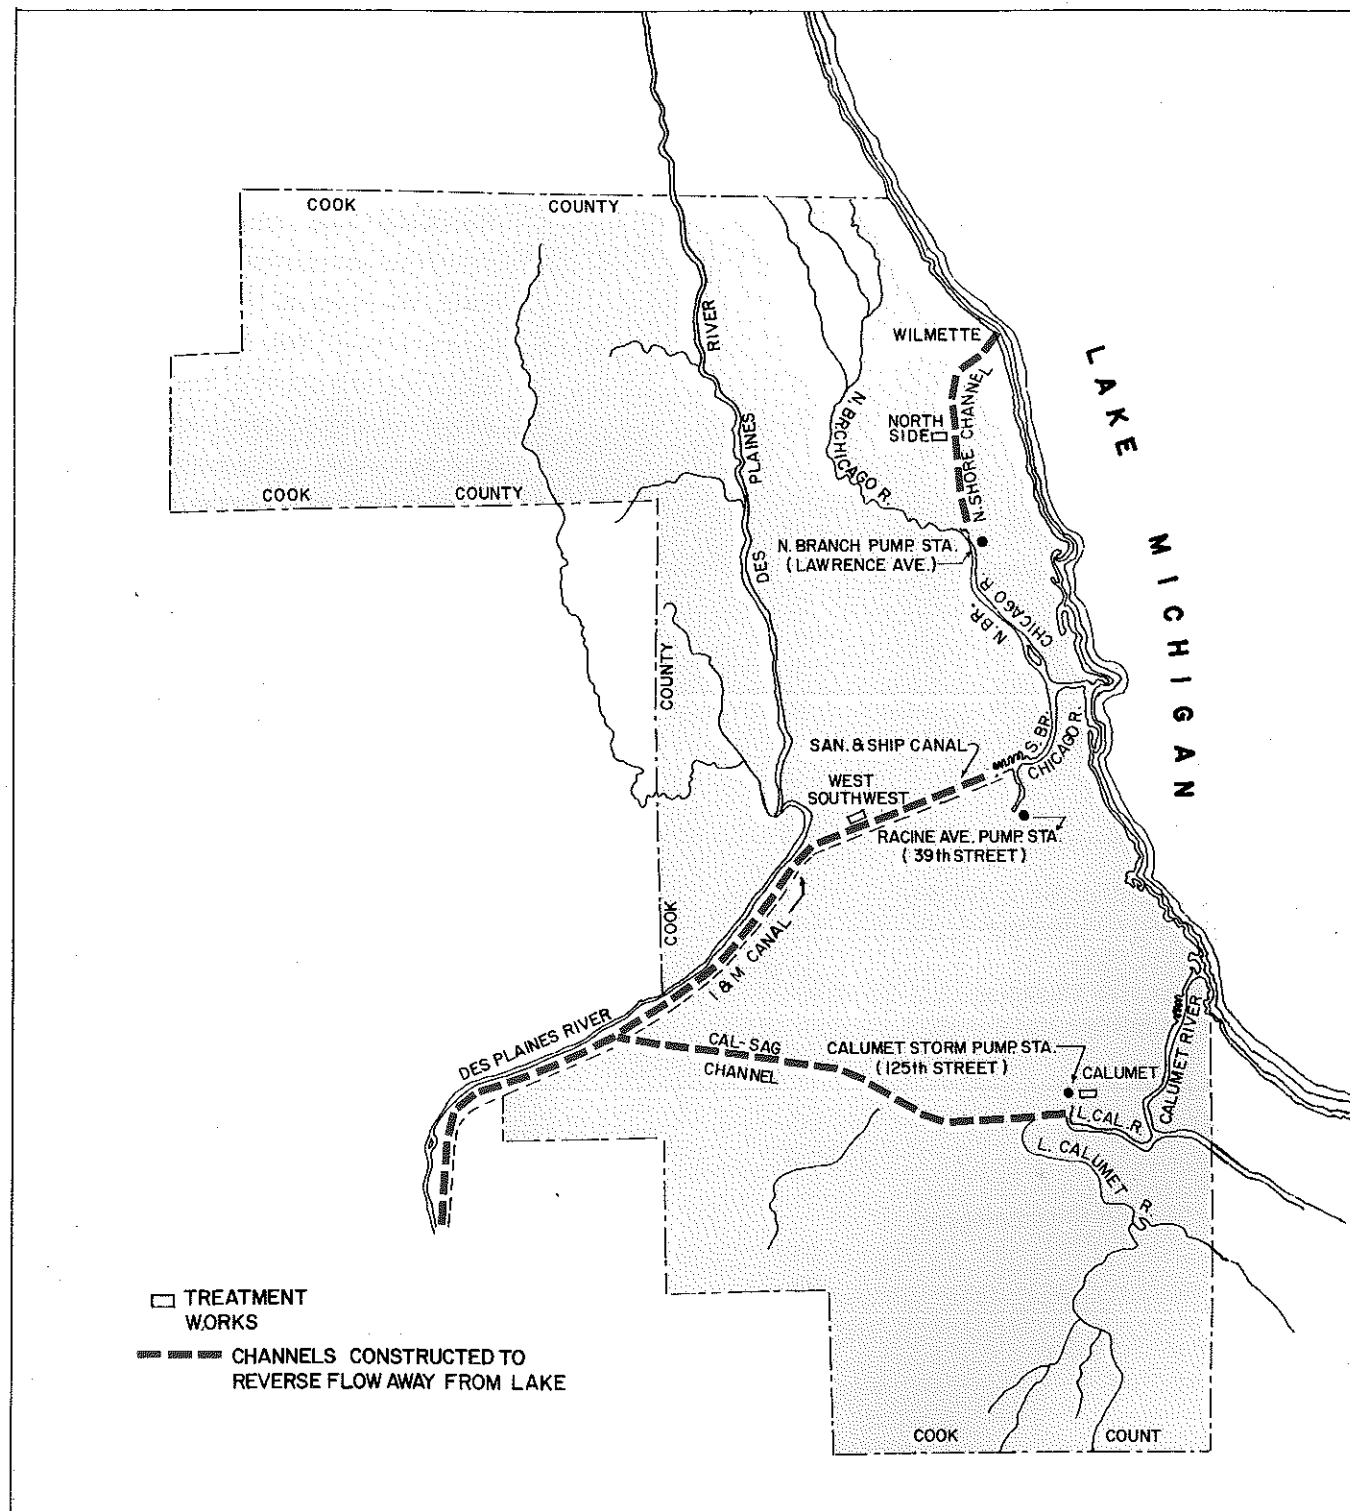 COOK COUNTY
RIVER
WILMETTE
LAKE
MICHIGAN
N. SHORE CHANNEL
NORTH
SIDE
N. BR. CHICAGO R.
PLAINES
COOK COUNTY
DES
N. BRANCH PUMP. STA.
(LAWRENCE AVE.)
N. BR.
CHICAGO R.
COUNTY
SAN. & SHIP CANAL
S. BR.
CHICAGO R.
WEST
SOUTHWEST
RACINE AVE. PUMP. STA.
( 39th STREET )
COOK
I & M CANAL
DES PLAINES RIVER
CAL-SAG
CHANNEL
CALUMET STORM PUMP. STA.
(125th STREET)
CALUMET
CALUMET RIVER
L. CAL. R.
L. CALUMET R
TREATMENT
WORKS
CHANNELS CONSTRUCTED TO
REVERSE FLOW AWAY FROM LAKE
COOK COUNT